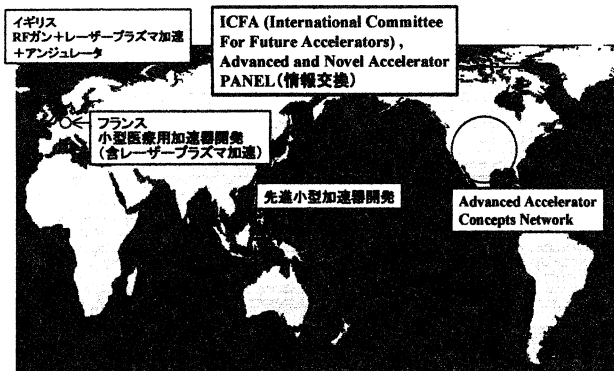 イギリス
RFガン+レーザープラズマ加速
+アンジュレータ
ICFA (International Committee
For Future Accelerators) ,
Advanced and Novel Accelerator
PANEL(情報交換)
フランス
小型医療用加速器開発
(含レーザープラズマ加速)
先進小型加速器開発
Advanced Accelerator
Concepts Network